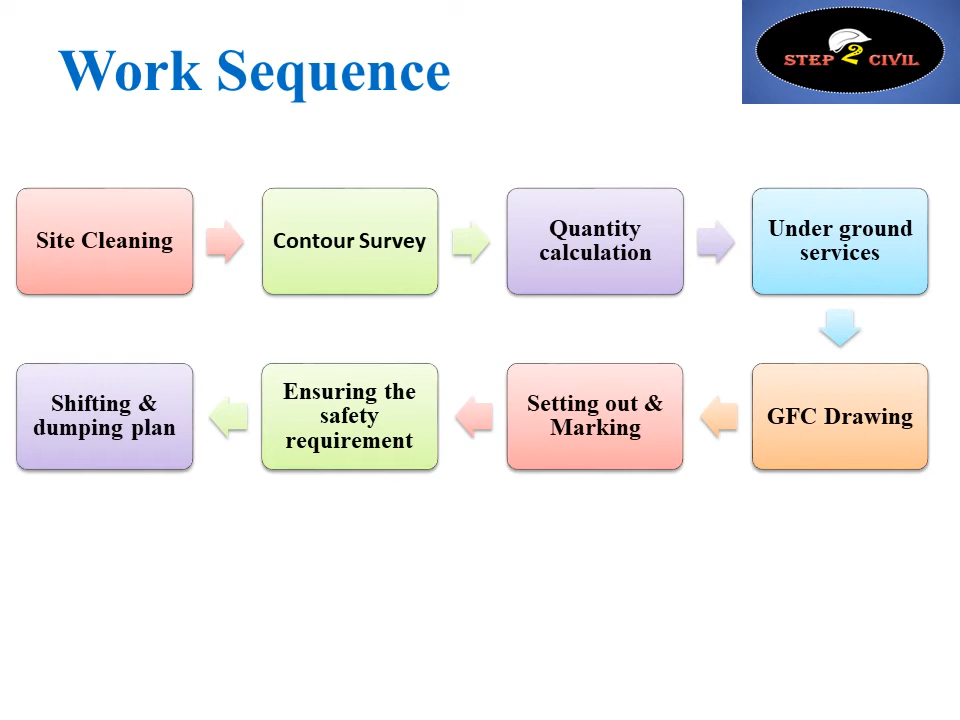 Work Sequence
STEP 2 CIVIL
Site Cleaning
Contour Survey
Quantity
calculation
Under ground
services
GFC Drawing
Setting out &
Marking
Ensuring the
safety
requirement
Shifting &
dumping plan